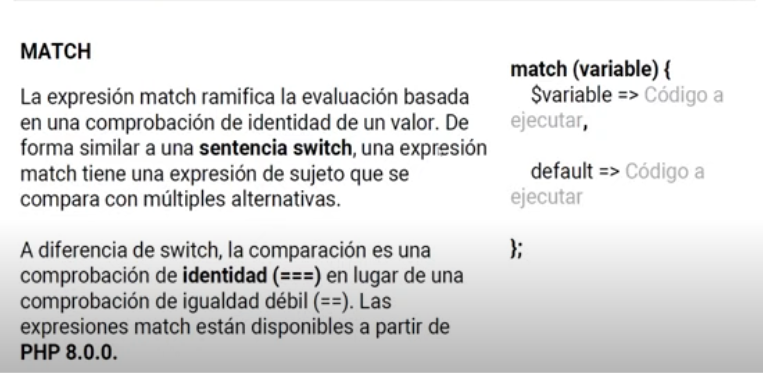 MATCH
La expresión match ramifica la evaluación basada
en una comprobación de identidad de un valor. De
forma similar a una sentencia switch, una expresión
match tiene una expresión de sujeto que se
compara con múltiples alternativas.
A diferencia de switch, la comparación es una
comprobación de identidad (===) en lugar de una
comprobación de igualdad débil (==). Las
expresiones match están disponibles a partir de
PHP 8.0.0.
match (variable) {
$variable => Código a
ejecutar,
default => Código a
ejecutar
};